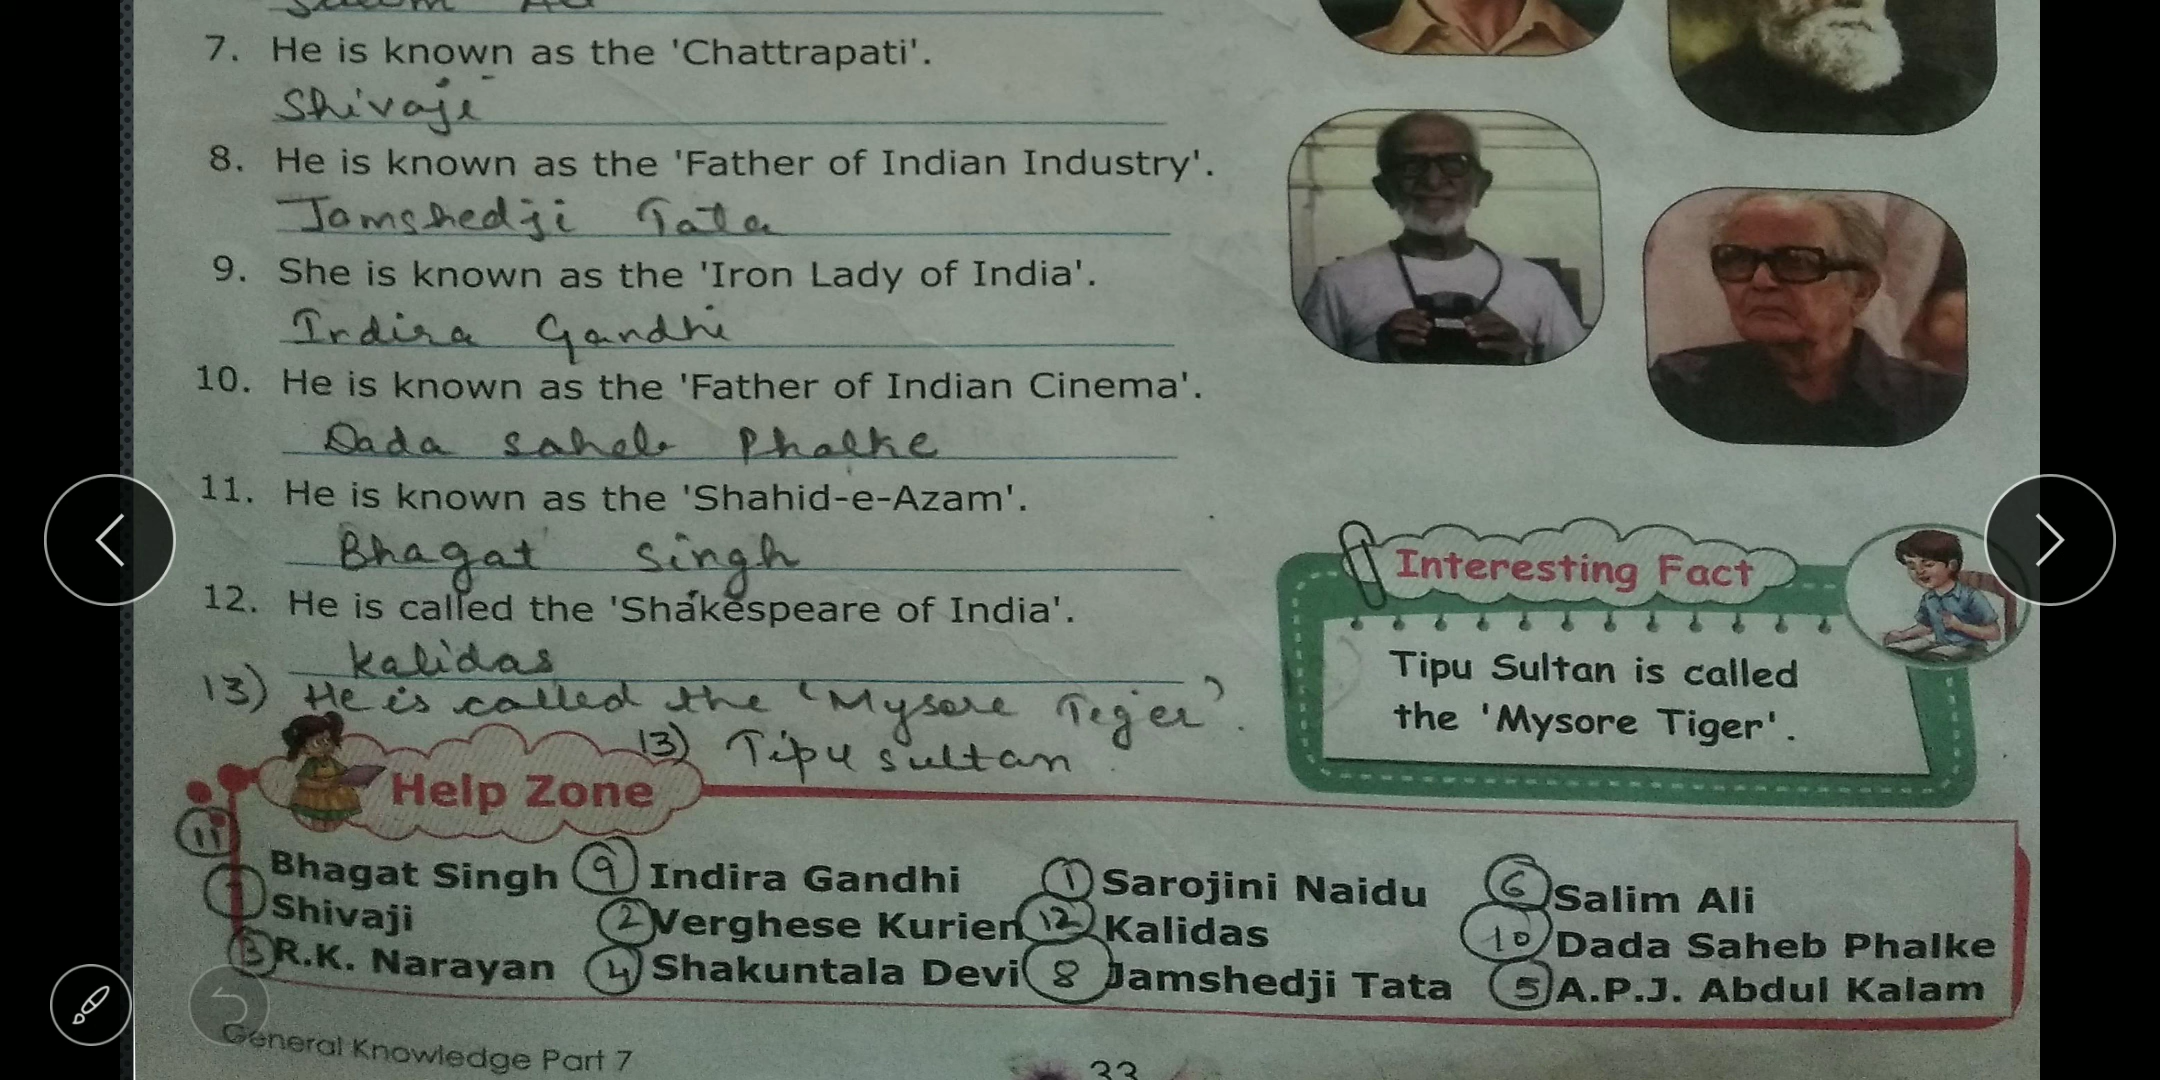 7. He is known as the 'Chattrapati'.
Shivaji
8. He is known as the 'Father of Indian Industry'.
Jamshedji Tata
9. She is known as the 'Iron Lady of India'.
Indira Gandhi
10. He is known as the 'Father of Indian Cinema'.
Dada saheb Phalke
11. He is known as the 'Shahid-e-Azam'.
Bhagat singh
12. He is called the 'Shakespeare of India'.
Kalidas
13) He is called the 'Mysore Tiger'.
13) Tipu sultan
Interesting Fact
Tipu Sultan is called
the 'Mysore Tiger'.
Help Zone
11 Bhagat Singh 9 Indira Gandhi 1 Sarojini Naidu 6 Salim Ali
7 Shivaji 2 Verghese Kurien 12 Kalidas 10 Dada Saheb Phalke
3 R.K. Narayan 4 Shakuntala Devi 8 Jamshedji Tata 5 A.P.J. Abdul Kalam
General Knowledge Part 7
33